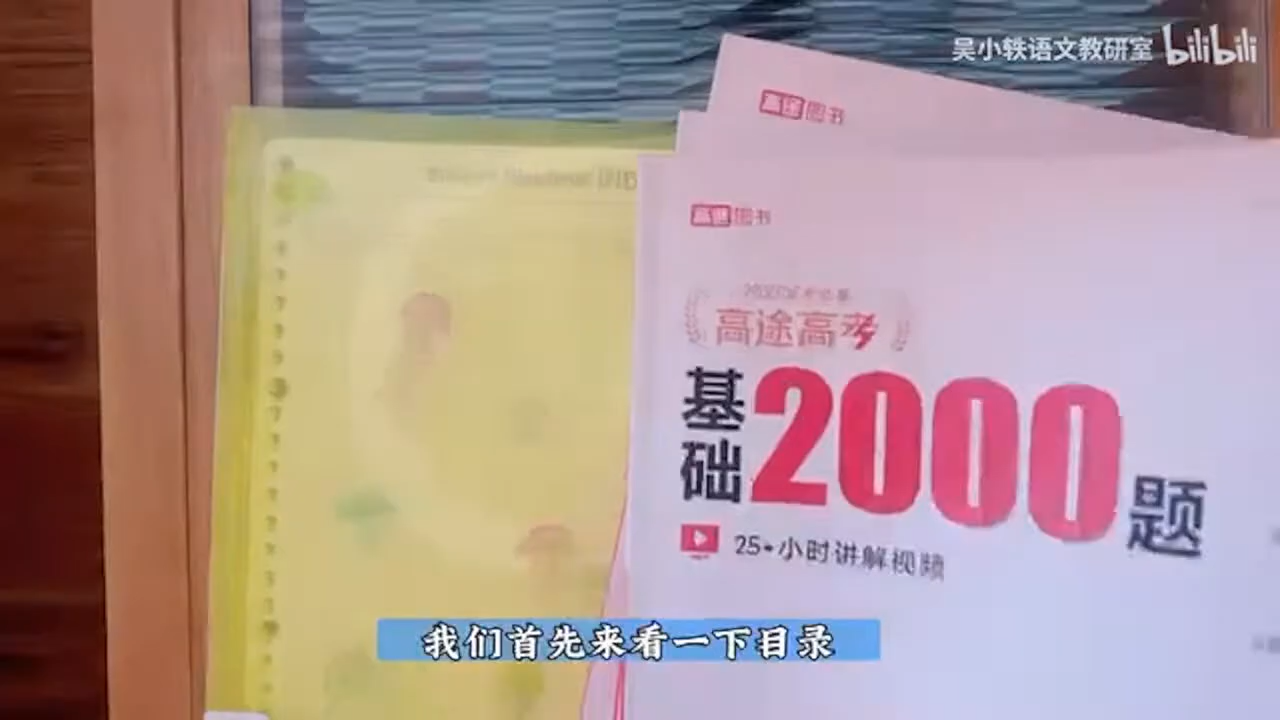 吴小轶语文教研室 bilibili
高途图书
高途图书
高途高考
基础2000题
25+小时讲解视频
我们首先来看一下目录